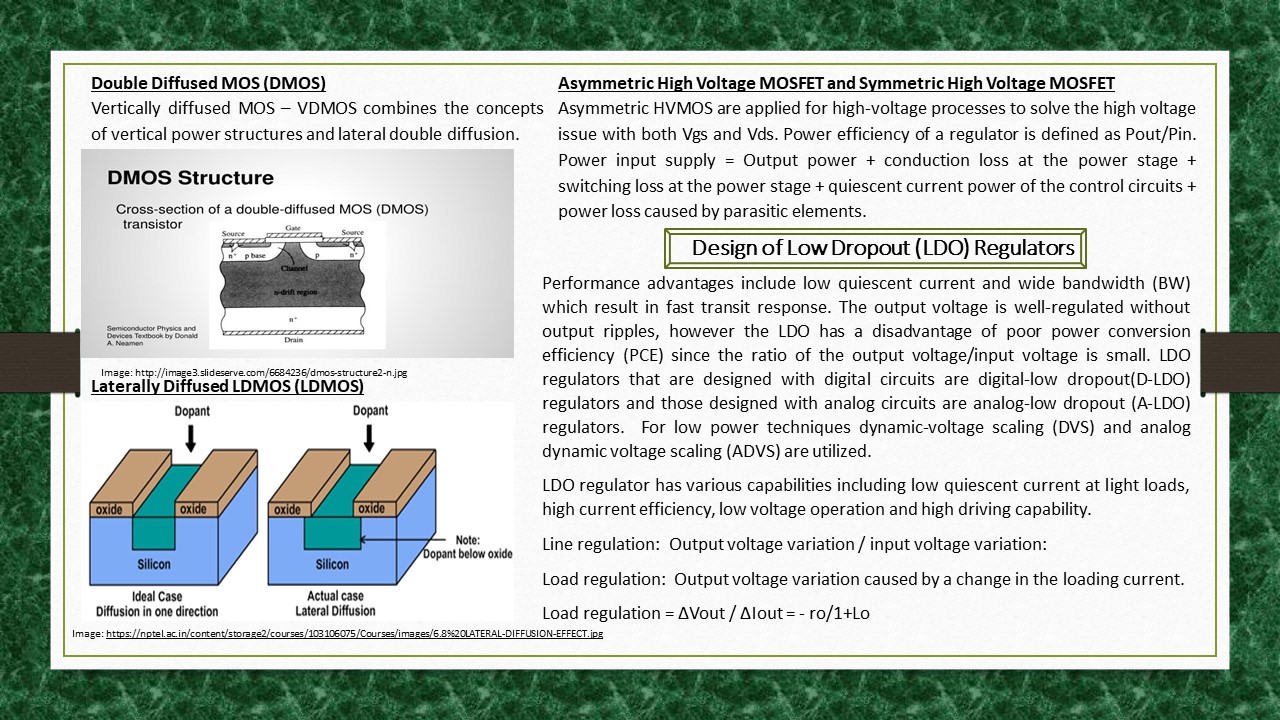 Double Diffused MOS (DMOS)
Vertically diffused MOS – VDMOS combines the concepts
of vertical power structures and lateral double diffusion.
DMOS Structure
Cross-section of a double-diffused MOS (DMOS)
transistor
Gate
Source
Source
n+
p base
p
n+
Channel
n-drift region
n+
Drain
Semiconductor Physics and
Devices Textbook by Donald
A. Neamen
Image: http://image3.slideserve.com/6684236/dmos-structure2-n.jpg
Laterally Diffused LDMOS (LDMOS)
Dopant
Dopant
oxide
oxide
oxide
oxide
Silicon
Silicon
Note:
Dopant below oxide
Ideal Case
Diffusion in one direction
Actual case
Lateral Diffusion
Image: https://nptel.ac.in/content/storage2/courses/103106075/Courses/images/6.8%20LATERAL-DIFFUSION-EFFECT.jpg
Asymmetric High Voltage MOSFET and Symmetric High Voltage MOSFET
Asymmetric HVMOS are applied for high-voltage processes to solve the high voltage
issue with both Vgs and Vds. Power efficiency of a regulator is defined as Pout/Pin.
Power input supply = Output power + conduction loss at the power stage +
switching loss at the power stage + quiescent current power of the control circuits +
power loss caused by parasitic elements.
Design of Low Dropout (LDO) Regulators
Performance advantages include low quiescent current and wide bandwidth (BW)
which result in fast transit response. The output voltage is well-regulated without
output ripples, however the LDO has a disadvantage of poor power conversion
efficiency (PCE) since the ratio of the output voltage/input voltage is small. LDO
regulators that are designed with digital circuits are digital-low dropout(D-LDO)
regulators and those designed with analog circuits are analog-low dropout (A-LDO)
regulators. For low power techniques dynamic-voltage scaling (DVS) and analog
dynamic voltage scaling (ADVS) are utilized.
LDO regulator has various capabilities including low quiescent current at light loads,
high current efficiency, low voltage operation and high driving capability.
Line regulation: Output voltage variation / input voltage variation:
Load regulation: Output voltage variation caused by a change in the loading current.
Load regulation = ΔVout / ΔIout = - ro/1+Lo